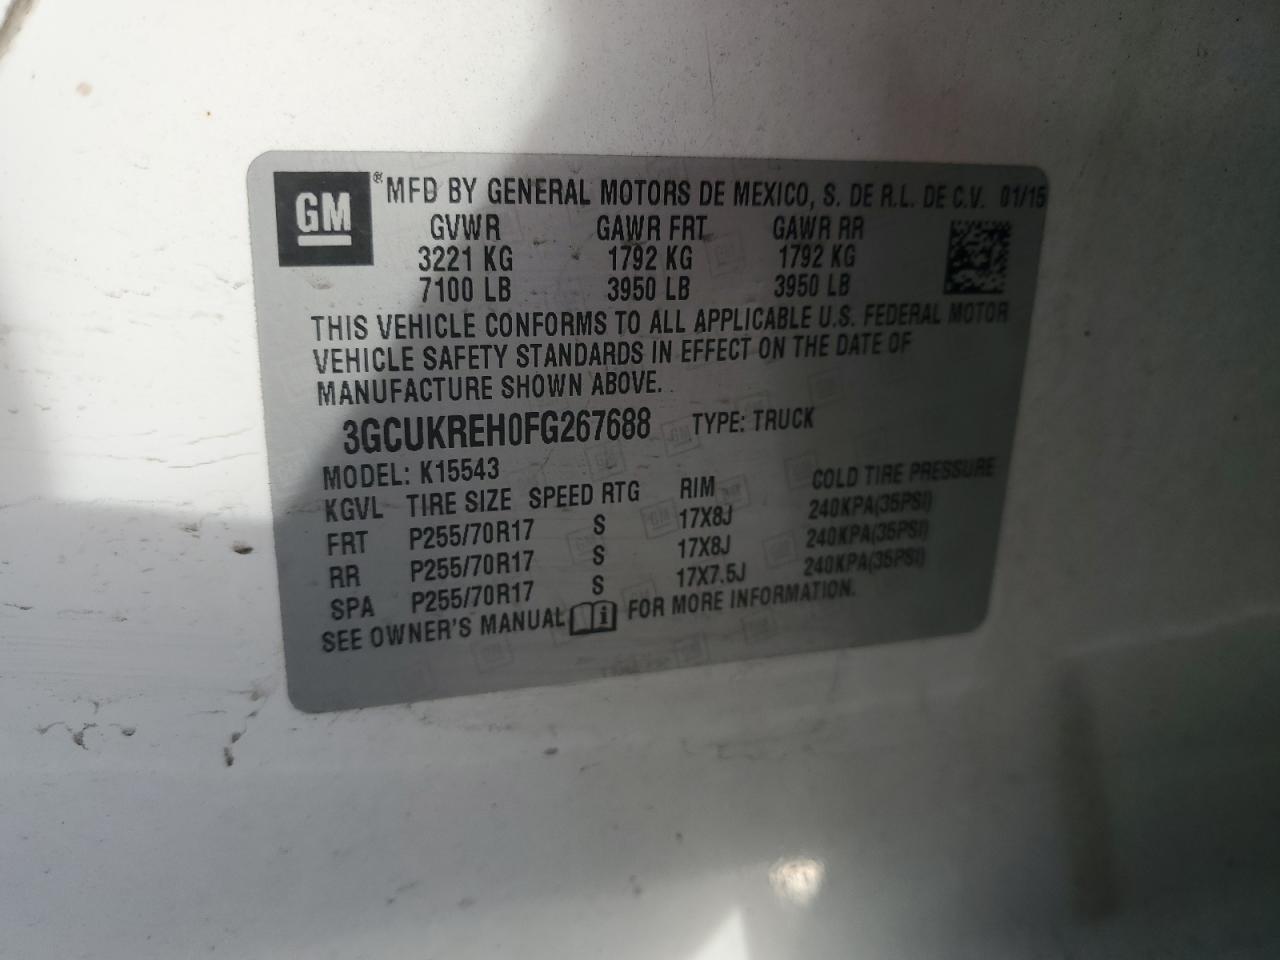 GM ® MFD BY GENERAL MOTORS DE MEXICO, S. DE R.L. DE C.V. 01/15
GVWR GAWR FRT GAWR RR
3221 KG 1792 KG 1792 KG
7100 LB 3950 LB 3950 LB
THIS VEHICLE CONFORMS TO ALL APPLICABLE U.S. FEDERAL MOTOR
VEHICLE SAFETY STANDARDS IN EFFECT ON THE DATE OF
MANUFACTURE SHOWN ABOVE.
3GCUKREH0FG267688 TYPE: TRUCK
MODEL: K15543
KGVL TIRE SIZE SPEED RTG RIM COLD TIRE PRESSURE
FRT P255/70R17 S 17X8J 240KPA(35PSI)
RR P255/70R17 S 17X8J 240KPA(35PSI)
SPA P255/70R17 S 17X7.5J 240KPA(35PSI)
SEE OWNER'S MANUAL i FOR MORE INFORMATION.